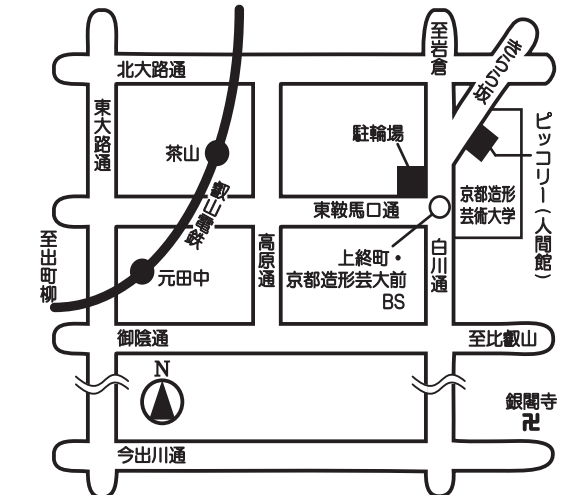 至岩倉
きらら坂
北大路通
東大路通
駐輪場
ピッコリー(人間館)
茶山
叡山電鉄
京都造形
芸術大学
東鞍馬口通
至出町柳
高原通
上終町・
京都造形芸大前
BS
白川通
元田中
御陰通
至比叡山
N
銀閣寺
卍
今出川通